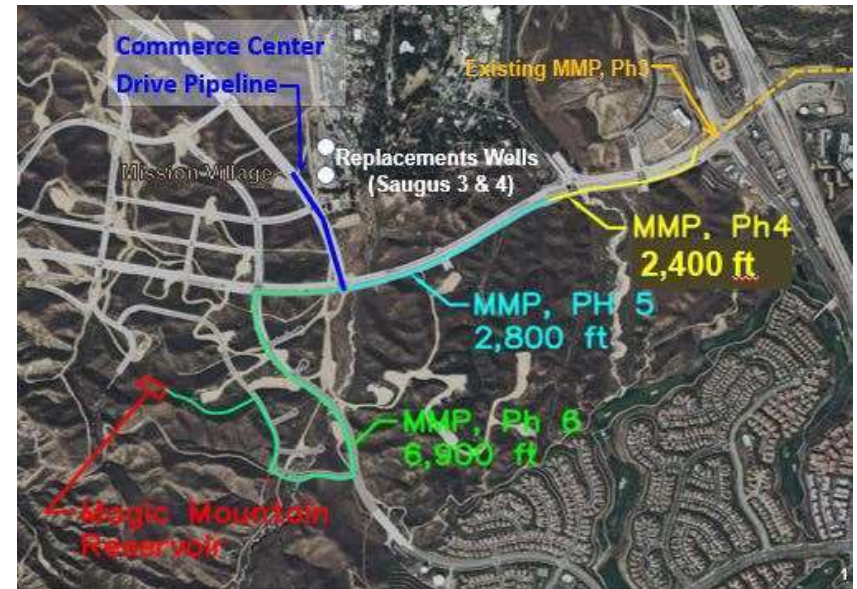 Commerce Center
Drive Pipeline
Existing MMP, Ph3
Mission Village
Replacements Wells
(Saugus 3 & 4)
MMP, Ph4
2,400 ft
MMP, PH 5
2,800 ft
MMP, Ph 6
6,900 ft
Magic Mountain
Reservoir
1